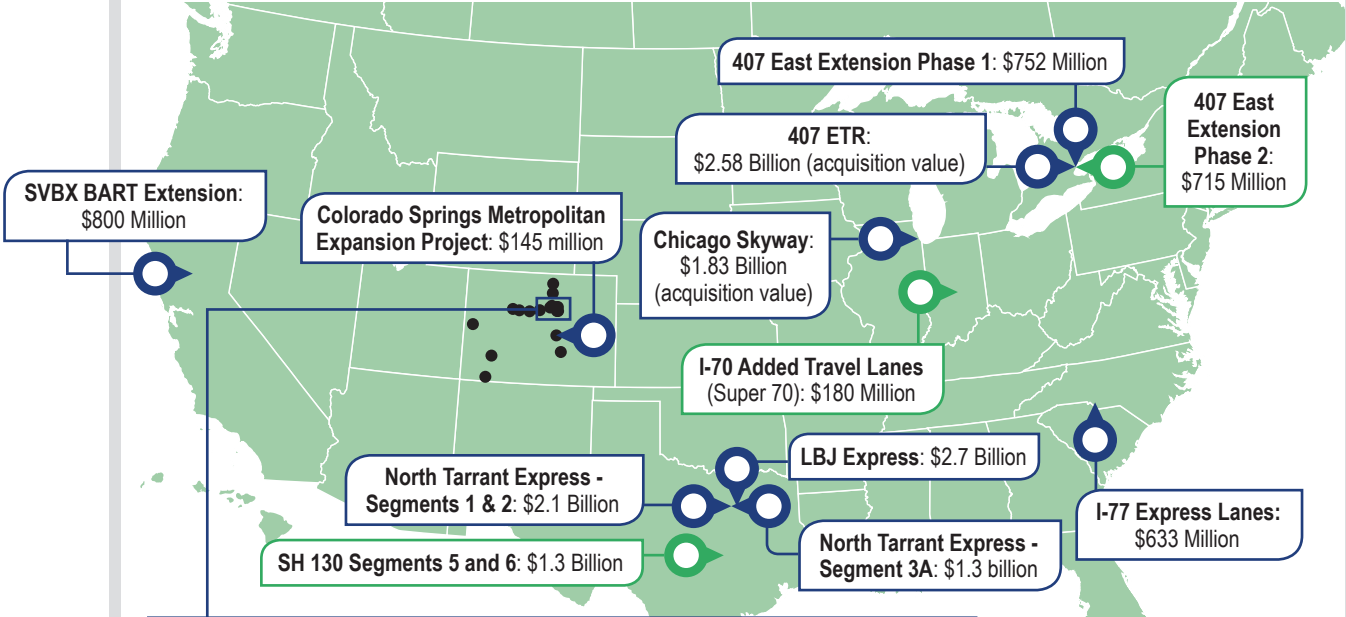 407 East Extension Phase 1: $752 Million
407 East
Extension
Phase 2:
$715 Million
407 ETR:
$2.58 Billion (acquisition value)
SVBX BART Extension:
$800 Million
Colorado Springs Metropolitan
Expansion Project: $145 million
Chicago Skyway:
$1.83 Billion
(acquisition value)
I-70 Added Travel Lanes
(Super 70): $180 Million
LBJ Express: $2.7 Billion
North Tarrant Express -
Segments 1 & 2: $2.1 Billion
I-77 Express Lanes:
$633 Million
North Tarrant Express -
Segment 3A: $1.3 billion
SH 130 Segments 5 and 6: $1.3 Billion